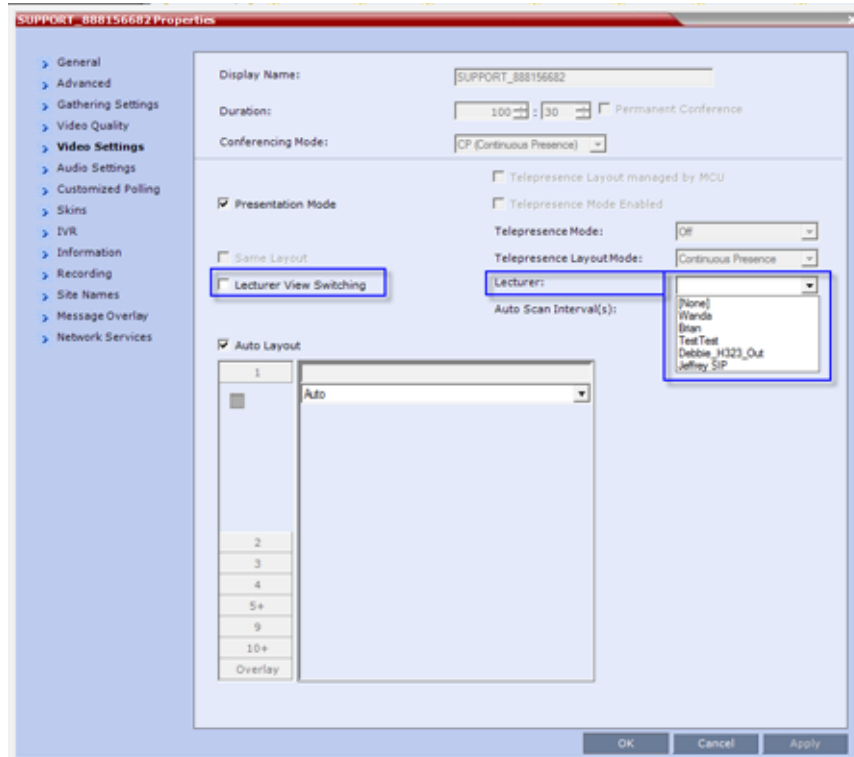 SUPPORT_888156682 Properties
General
Advanced
Gathering Settings
Video Quality
Video Settings
Audio Settings
Customized Polling
Skins
IVR
Information
Recording
Site Names
Message Overlay
Network Services
Display Name: SUPPORT_888156682
Duration: 100 : 30 Permanent Conference
Conferencing Mode: CP (Continuous Presence)
Telepresence Layout managed by MCU
Presentation Mode Telepresence Mode Enabled
Telepresence Mode: Off
Same Layout Telepresence Layout Mode: Continuous Presence
Lecturer View Switching Lecturer:
[None]
Auto Scan Interval(s):
Wanda
Brian
TestTest
Debbie_H323_Out
Jeffrey SIP
Auto Layout
1
Auto
2
3
4
5+
9
10+
Overlay
OK Cancel Apply